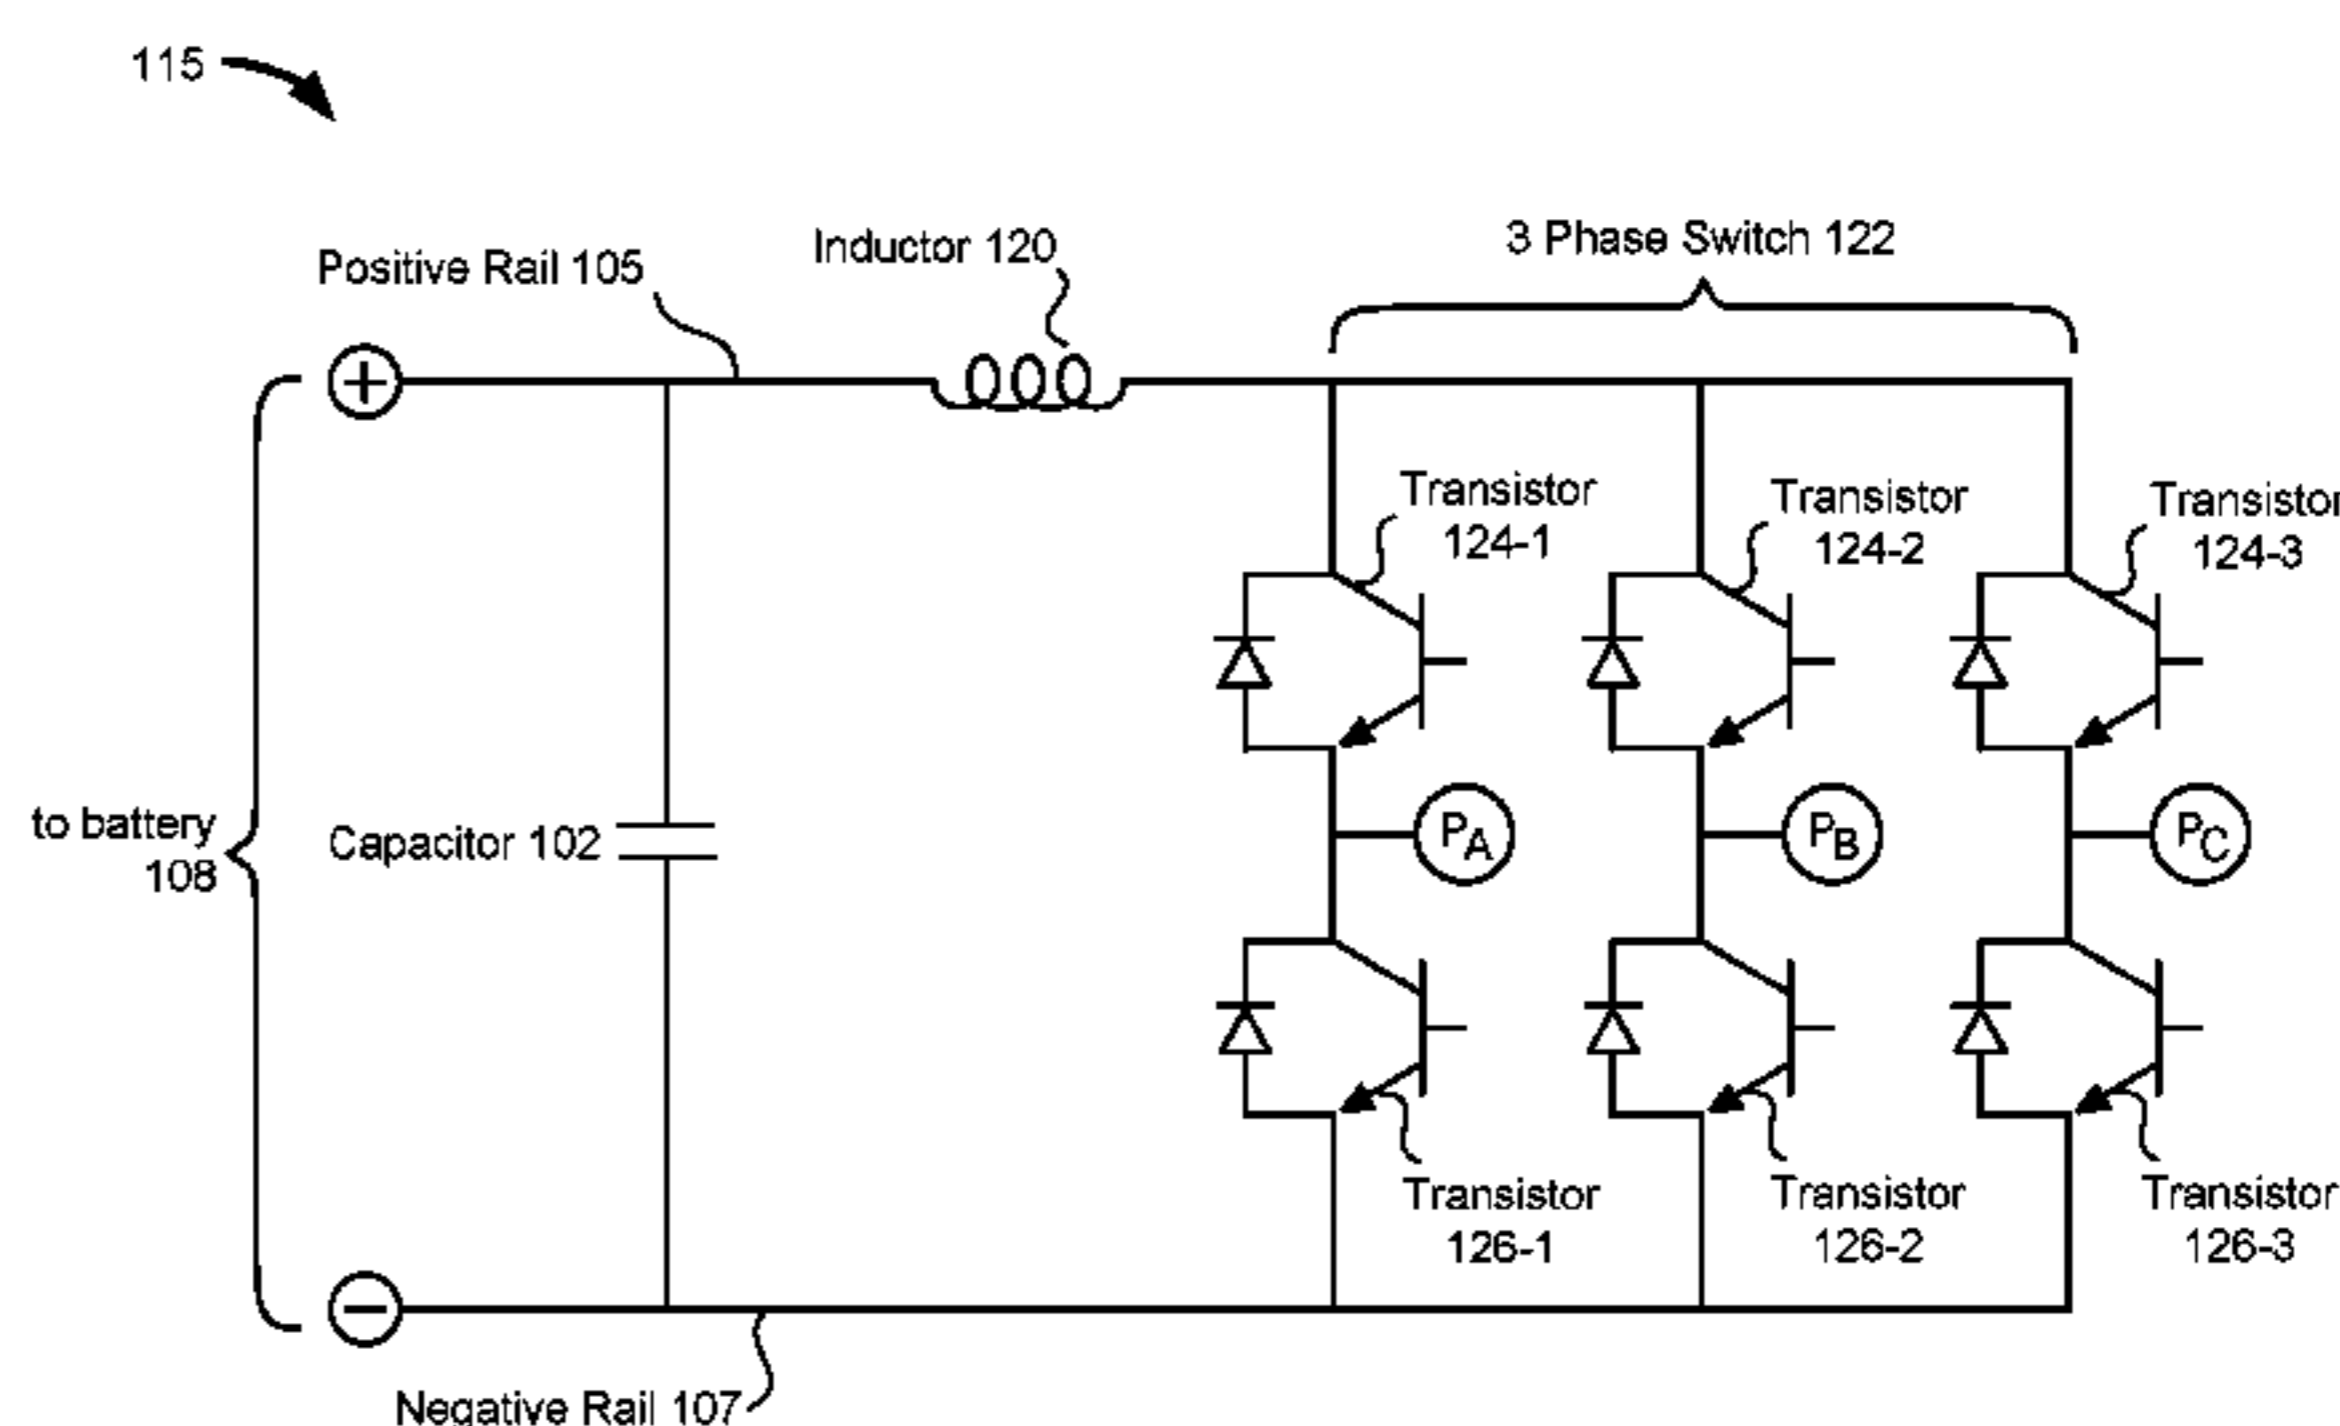 115
Positive Rail 105
Inductor 120
3 Phase Switch 122
+
Transistor
124-1
Transistor
124-2
Transistor
124-3
to battery
108
Capacitor 102
PA
PB
PC
Transistor
126-1
Transistor
126-2
Transistor
126-3
−
Negative Rail 107